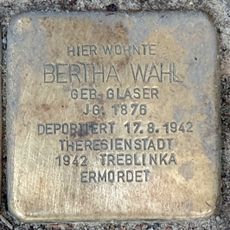 HIER WOHNTE
BERTHA WAHL
GEB. GLASER
JG. 1876
DEPORTIERT 17.8.1942
THERESIENSTADT
1942 TREBLINKA
ERMORDET